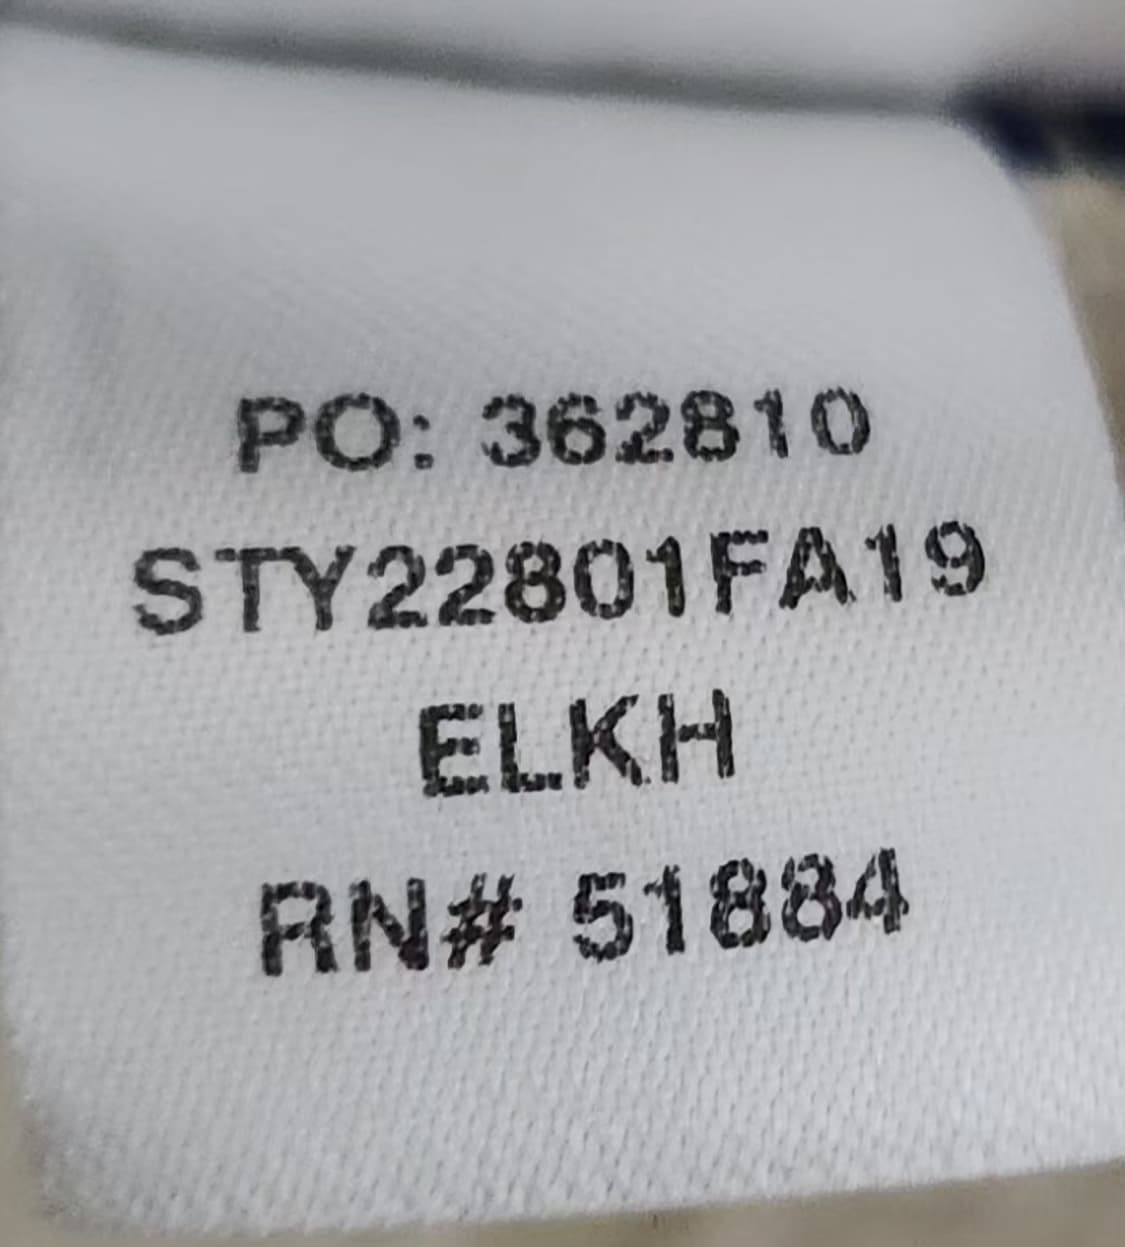 PO: 362810
STY22801FA19
ELKH
RN# 51884